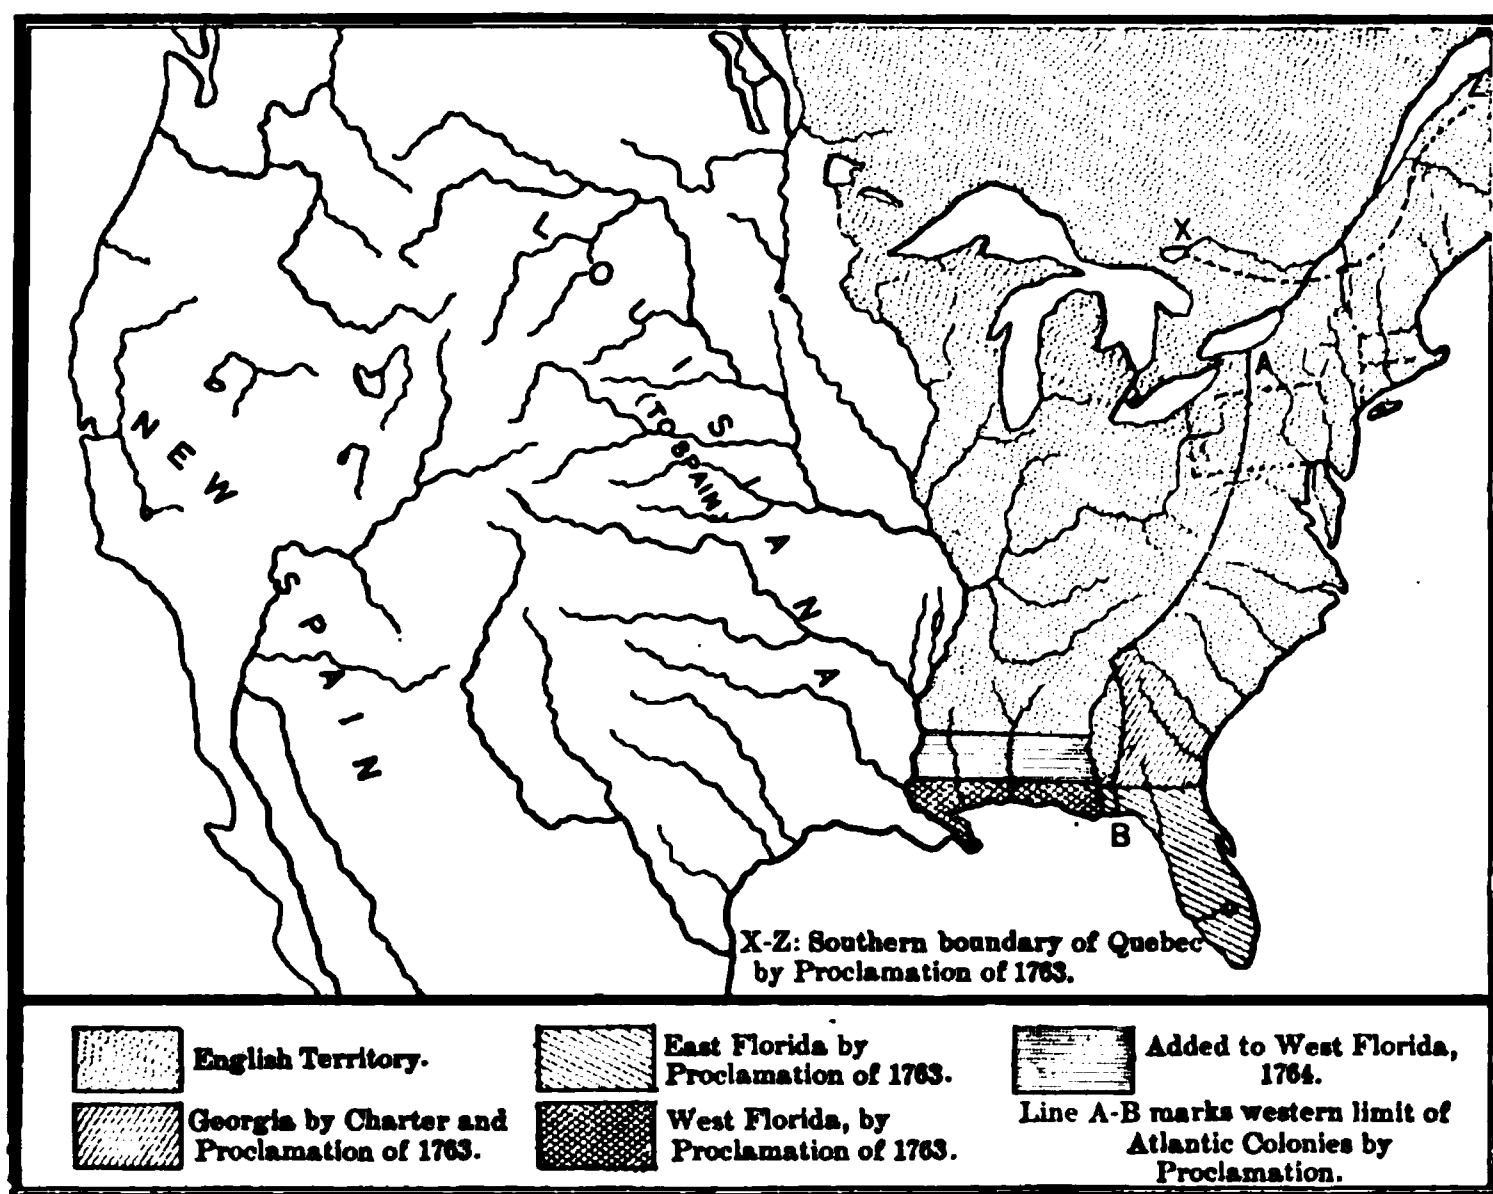 NEW SPAIN
LOUISIANA
(TO SPAIN)
X
Z
A
B
X-Z: Southern boundary of Quebec
by Proclamation of 1763.
English Territory.
Georgia by Charter and
Proclamation of 1763.
East Florida by
Proclamation of 1763.
West Florida, by
Proclamation of 1763.
Added to West Florida,
1764.
Line A-B marks western limit of
Atlantic Colonies by
Proclamation.